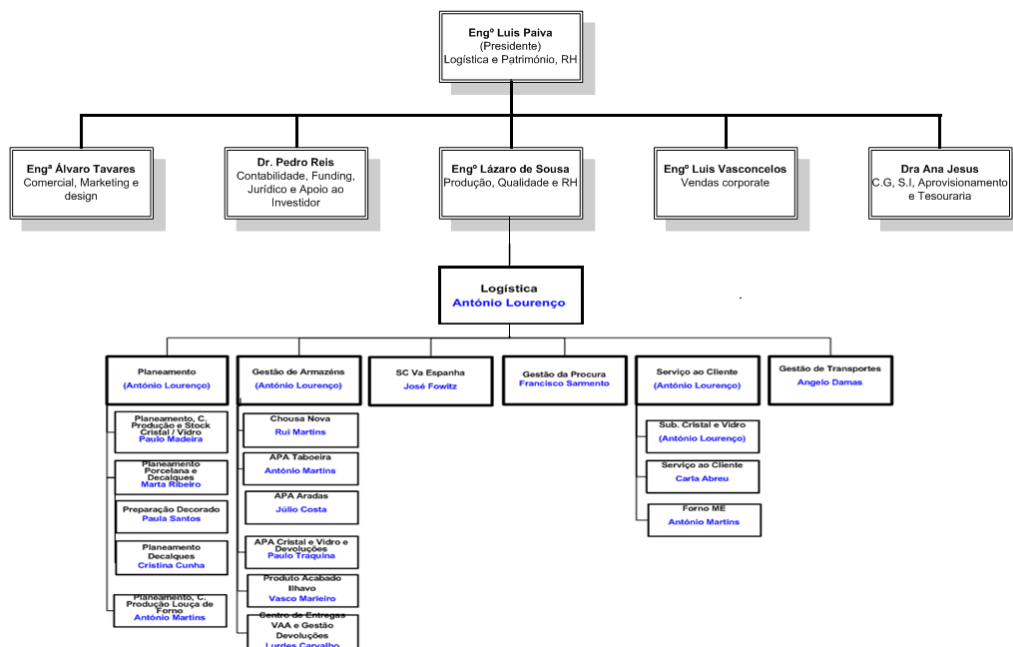 Engº Luis Paiva
(Presidente)
Logística e Património, RH
Engª Álvaro Tavares
Comercial, Marketing e
design
Dr. Pedro Reis
Contabilidade, Funding,
Jurídico e Apoio ao
Investidor
Engº Lázaro de Sousa
Produção, Qualidade e RH
Engº Luis Vasconcelos
Vendas corporate
Dra Ana Jesus
C.G, S.I, Aprovisionamento
e Tesouraria
Logística
António Lourenço
Planeamento
(António Lourenço)
Gestão de Armazéns
(António Lourenço)
SC Va Espanha
José Fowitz
Gestão da Procura
Francisco Sarmento
Serviço ao Cliente
(António Lourenço)
Gestão de Transportes
Angelo Damas
Planeamento, C.
Produção e Stock
Cristal / Vidro
Paulo Madeira
Planeamento
Porcelana e
Decalques
Marta Ribeiro
Preparação Decorado
Paula Santos
Planeamento
Decalques
Cristina Cunha
Planeamento, C.
Produção Louça de
Forno
António Martins
Chousa Nova
Rui Martins
APA Taboeira
António Martins
APA Aradas
Júlio Costa
APA Cristal e Vidro e
Devoluções
Paulo Traquina
Produto Acabado
Ilhavo
Vasco Marieiro
Centro de Entregas
VAA e Gestão
Devoluções
Lurdes Carvalho
Sub. Cristal e Vidro
(António Lourenço)
Serviço ao Cliente
Carla Abreu
Forno ME
António Martins